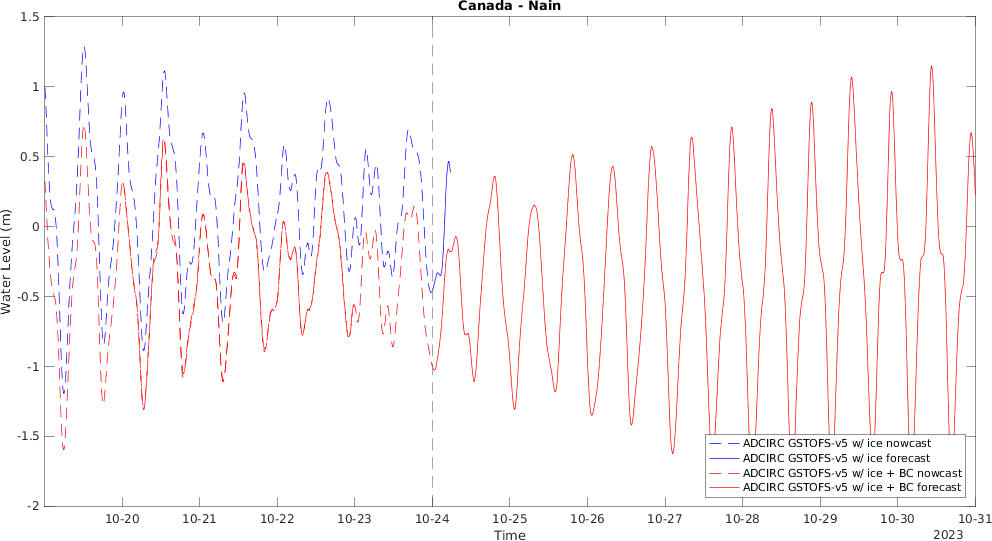 Canada - Nain
1.5
1
0.5
0
-0.5
-1
-1.5
-2
Water Level (m)
ADCIRC GSTOFS-v5 w/ ice nowcast
ADCIRC GSTOFS-v5 w/ ice forecast
ADCIRC GSTOFS-v5 w/ ice + BC nowcast
ADCIRC GSTOFS-v5 w/ ice + BC forecast
10-20 10-21 10-22 10-23 10-24 10-25 10-26 10-27 10-28 10-29 10-30 10-31
Time
2023